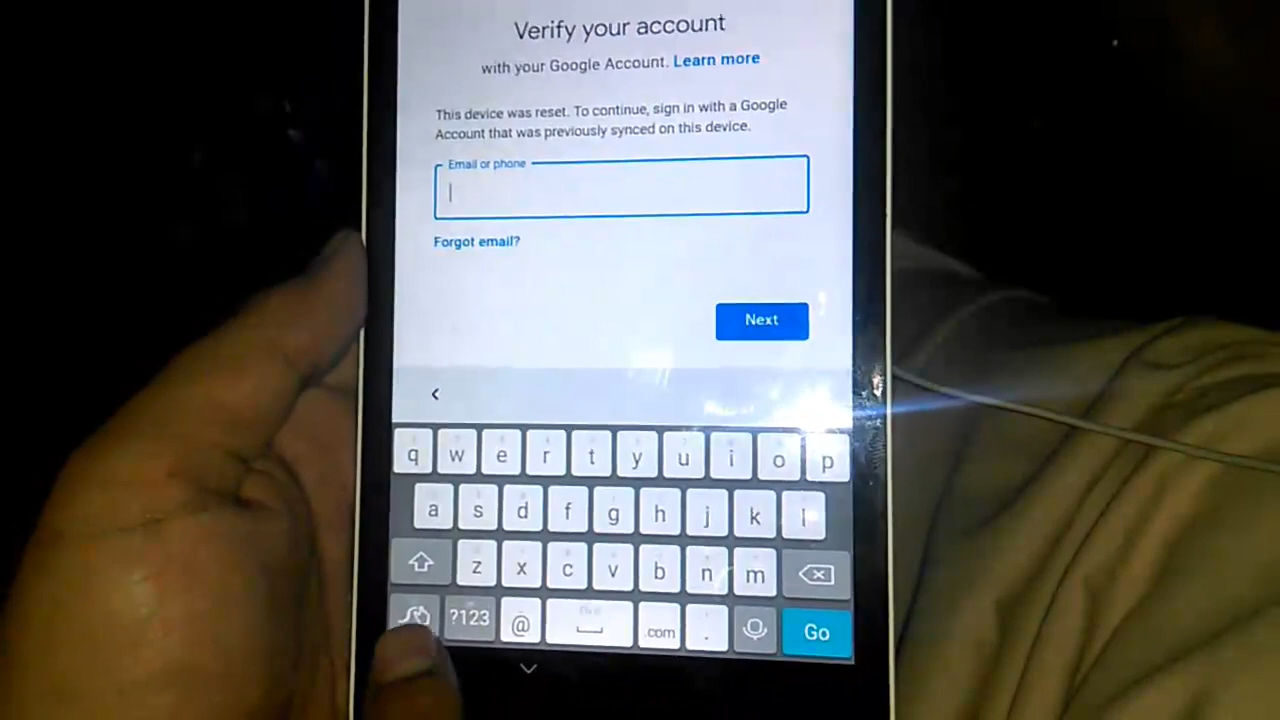 Verify your account
with your Google Account. Learn more
This device was reset. To continue, sign in with a Google
Account that was previously synced on this device.
Email or phone
Forgot email?
Next
q w e r t y u i o p
a s d f g h j k l
z x c v b n m
?123 @ .com .
Go